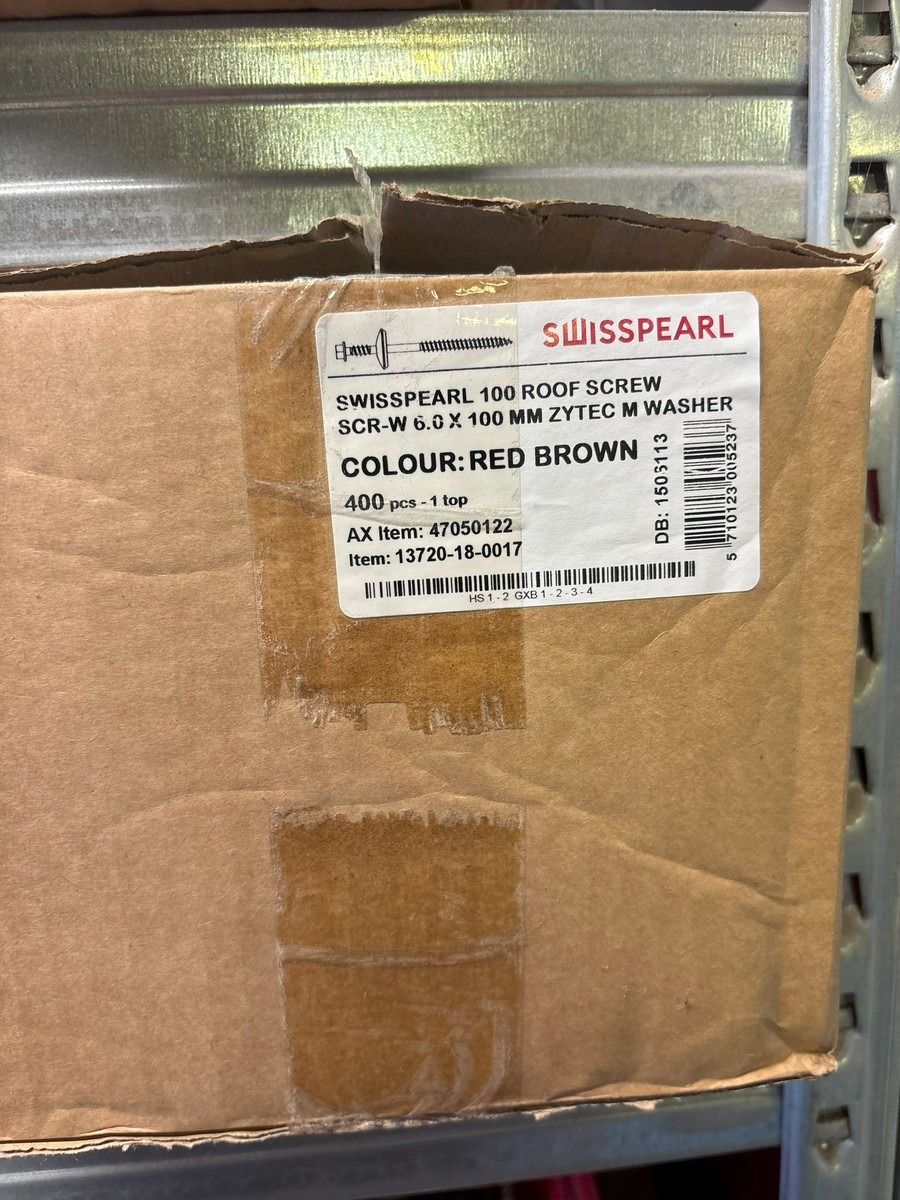 SWISSPEARL
SWISSPEARL 100 ROOF SCREW
SCR-W 6.0 X 100 MM ZYTEC M WASHER
COLOUR: RED BROWN
400 pcs - 1 top
AX Item: 47050122
Item: 13720-18-0017
HS 1 - 2 GXB 1 - 2 - 3 - 4
DB: 1506113
5 710123 005237